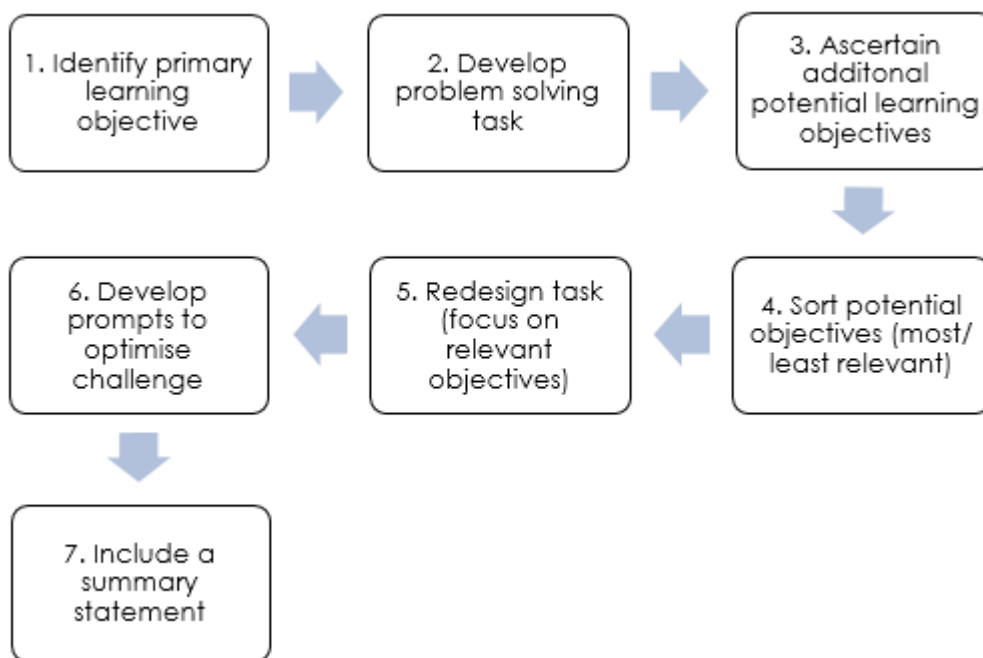 1. Identify primary
learning
objective
2. Develop
problem solving
task
3. Ascertain
additonal
potential learning
objectives
4. Sort potential
objectives (most/
least relevant)
5. Redesign task
(focus on
relevant
objectives)
6. Develop
prompts to
optimise
challenge
7. Include a
summary
statement